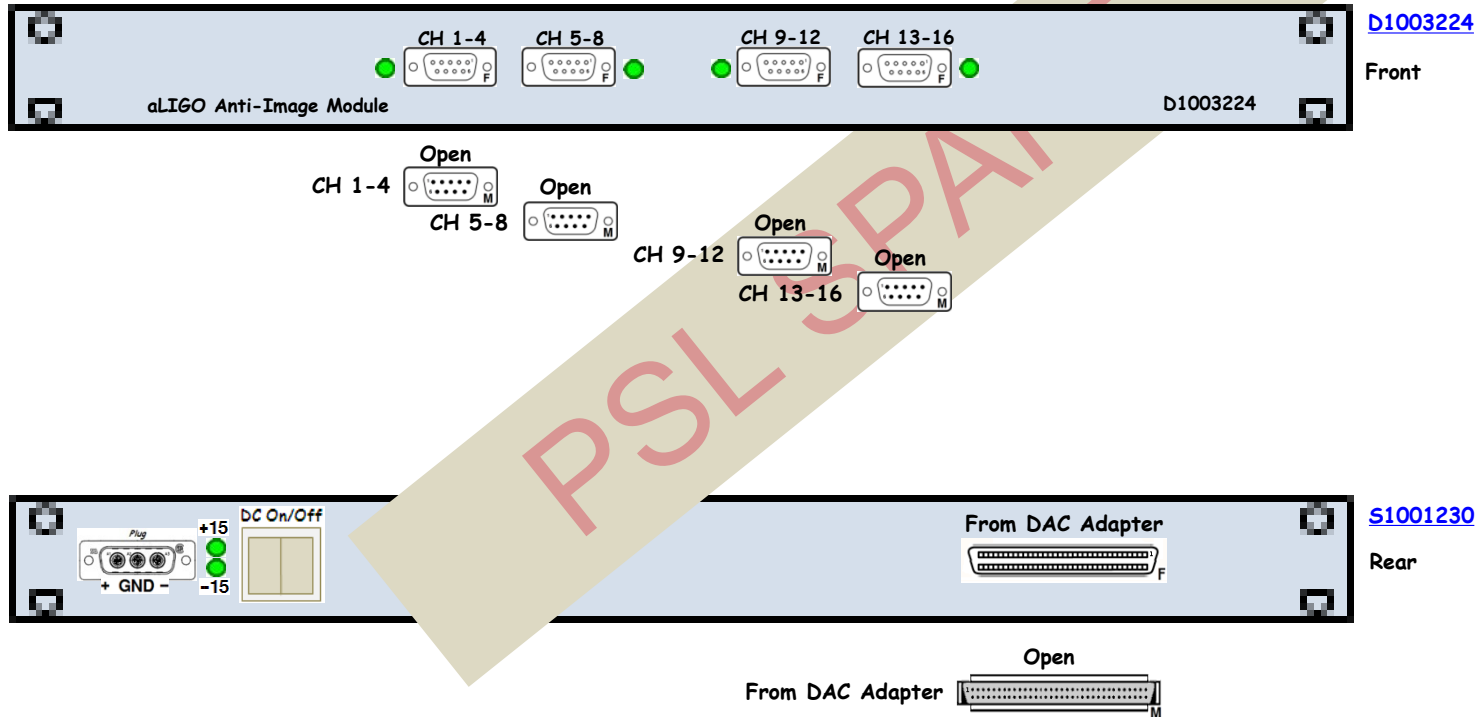 D1003224
CH 1-4 CH 5-8 CH 9-12 CH 13-16
F F F F
Front
aLIGO Anti-Image Module D1003224
Open
CH 1-4 M
Open
CH 5-8 M
Open
CH 9-12 M
Open
CH 13-16 M
PSL
Plug
+15
DC On/Off
+ GND -
-15
From DAC Adapter
1
F
S1001230
Rear
Open
From DAC Adapter 1
M